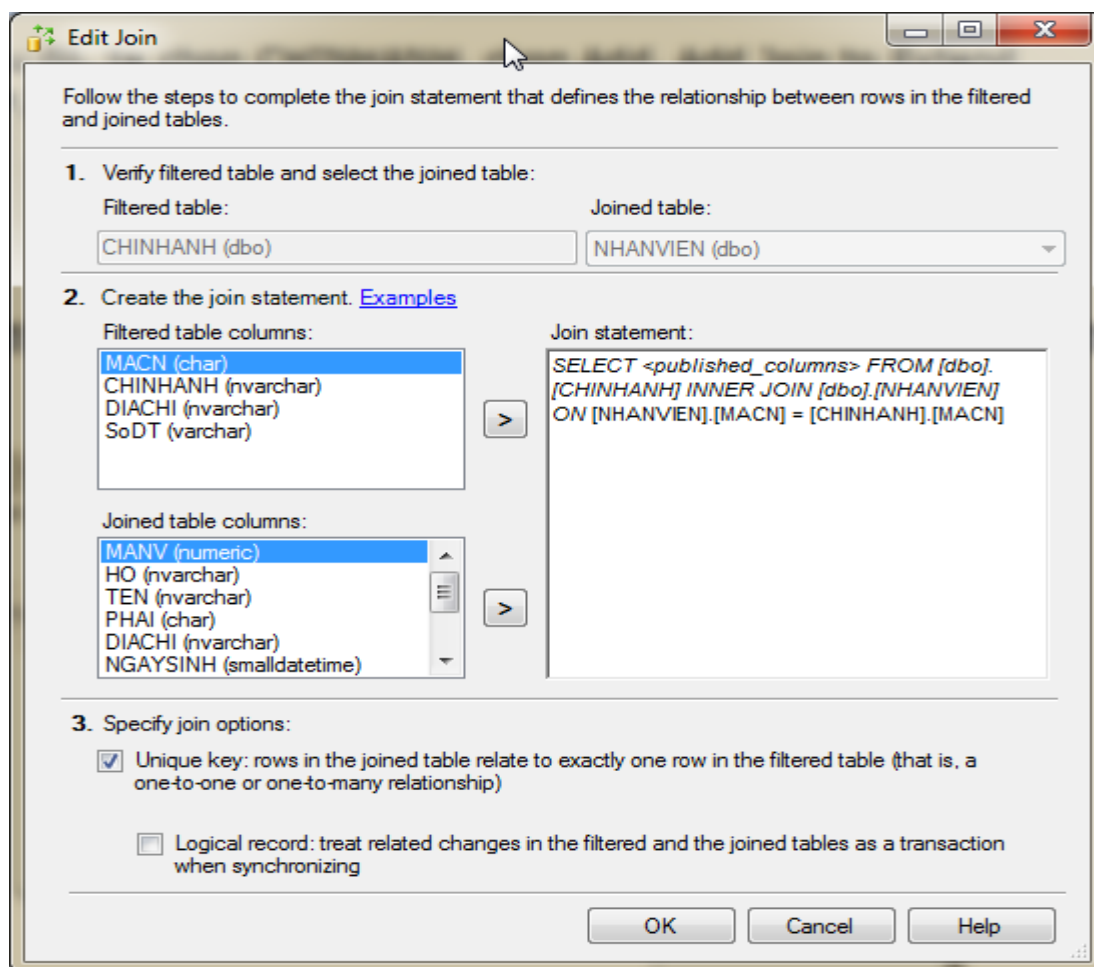 Edit Join
Follow the steps to complete the join statement that defines the relationship between rows in the filtered
and joined tables.
1. Verify filtered table and select the joined table:
Filtered table:
Joined table:
CHINHANH (dbo)
NHANVIEN (dbo)
2. Create the join statement. Examples
Filtered table columns:
MACN (char)
CHINHANH (nvarchar)
DIACHI (nvarchar)
SoDT (varchar)
>
Joined table columns:
MANV (numeric)
HO (nvarchar)
TEN (nvarchar)
PHAI (char)
DIACHI (nvarchar)
NGAYSINH (smalldatetime)
>
Join statement:
SELECT <published_columns> FROM [dbo].
[CHINHANH] INNER JOIN [dbo].[NHANVIEN]
ON [NHANVIEN].[MACN] = [CHINHANH].[MACN]
3. Specify join options:
Unique key: rows in the joined table relate to exactly one row in the filtered table (that is, a
one-to-one or one-to-many relationship)
Logical record: treat related changes in the filtered and the joined tables as a transaction
when synchronizing
OK
Cancel
Help